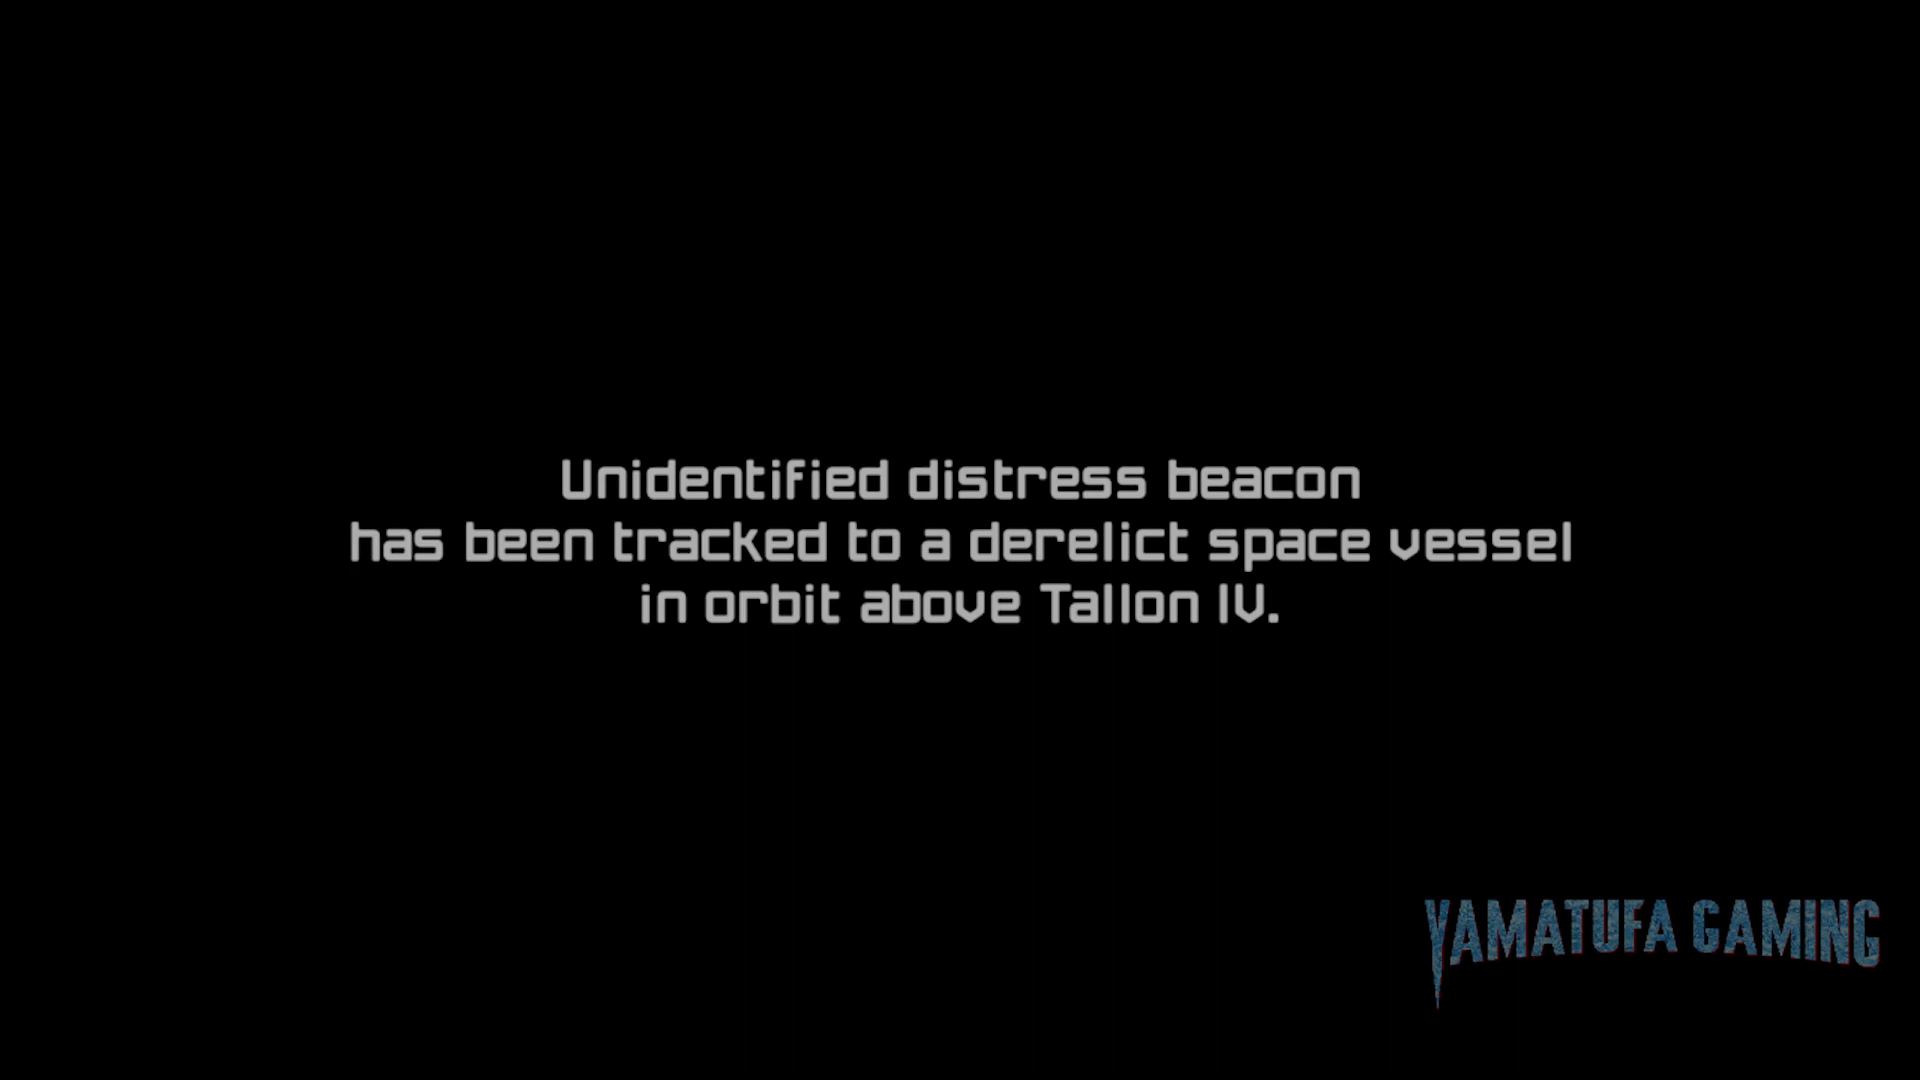 Unidentified distress beacon
has been tracked to a derelict space vessel
in orbit above Tallon IV.
YAMATUFA GAMING